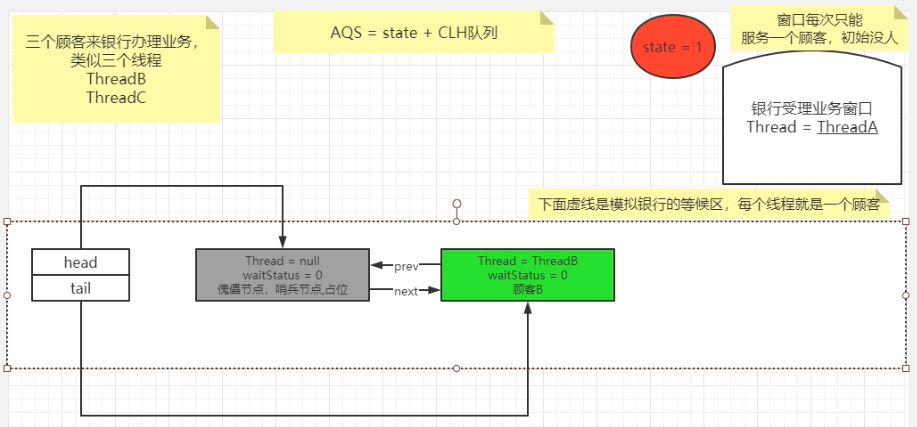 三个顾客来银行办理业务，
类似三个线程
ThreadB
ThreadC
AQS = state + CLH队列
state = 1
窗口每次只能
服务一个顾客，初始没人
银行受理业务窗口
Thread = ThreadA
下面虚线是模拟银行的等候区，每个线程就是一个顾客
head
tail
Thread = null
waitStatus = 0
傀儡节点，哨兵节点,占位
prev
next
Thread = ThreadB
waitStatus = 0
顾客B